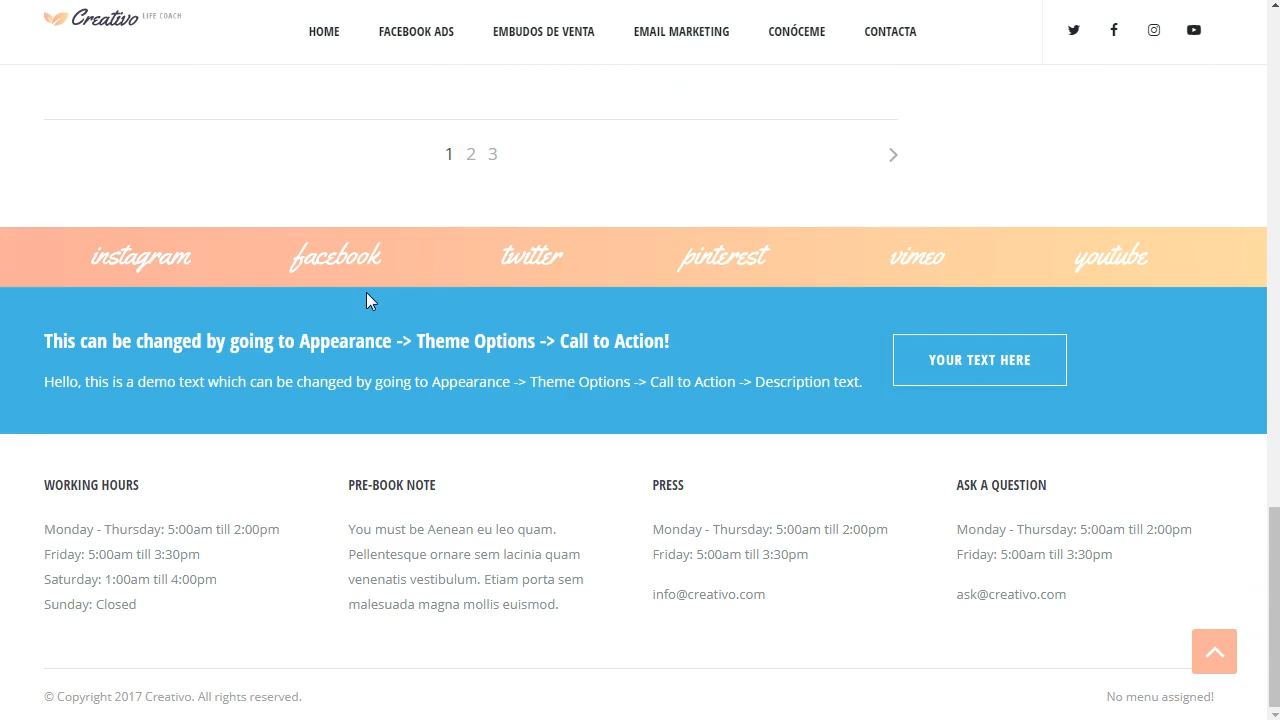 Creativo LIFE COACH
HOME FACEBOOK ADS EMBUDOS DE VENTA EMAIL MARKETING CONÓCEME CONTACTA
1 2 3
instagram facebook twitter pinterest vimeo youtube
This can be changed by going to Appearance -> Theme Options -> Call to Action!
Hello, this is a demo text which can be changed by going to Appearance -> Theme Options -> Call to Action -> Description text.
YOUR TEXT HERE
WORKING HOURS
Monday - Thursday: 5:00am till 2:00pm
Friday: 5:00am till 3:30pm
Saturday: 1:00am till 4:00pm
Sunday: Closed
PRE-BOOK NOTE
You must be Aenean eu leo quam.
Pellentesque ornare sem lacinia quam
venenatis vestibulum. Etiam porta sem
malesuada magna mollis euismod.
PRESS
Monday - Thursday: 5:00am till 2:00pm
Friday: 5:00am till 3:30pm
info@creativo.com
ASK A QUESTION
Monday - Thursday: 5:00am till 2:00pm
Friday: 5:00am till 3:30pm
ask@creativo.com
© Copyright 2017 Creativo. All rights reserved.
No menu assigned!